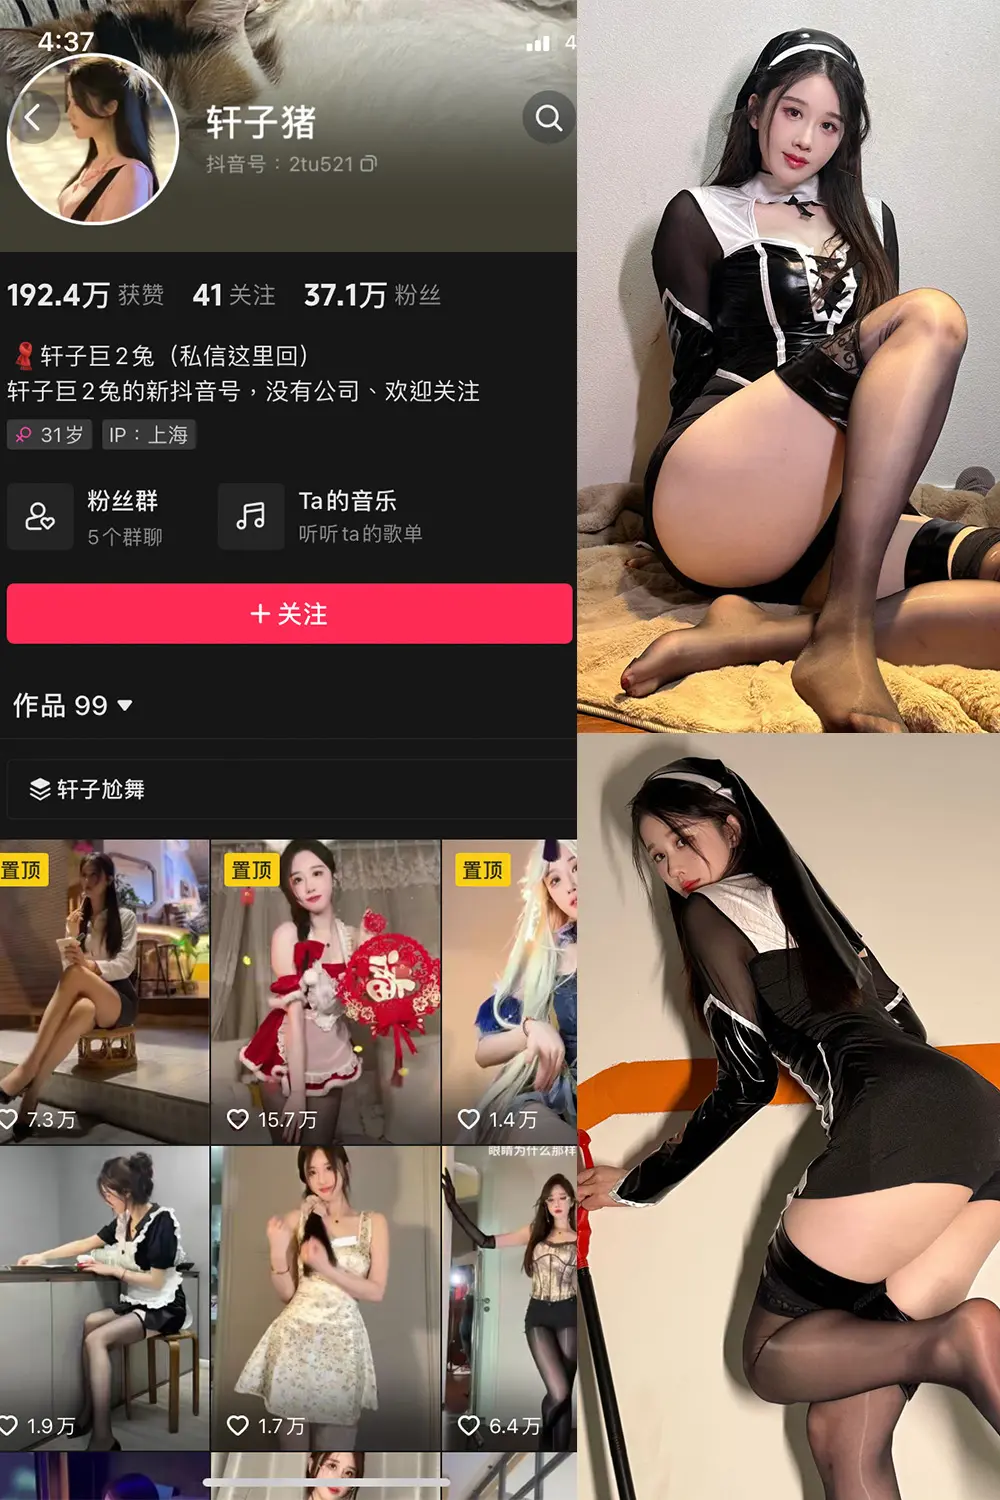 4:37
4
轩子猪
抖音号：2tu521
192.4万 获赞 41 关注 37.1万 粉丝
轩子巨2兔（私信这里回）
轩子巨2兔的新抖音号，没有公司、欢迎关注
31岁 IP：上海
粉丝群
5个群聊
Ta的音乐
听听ta的歌单
+ 关注
作品 99
轩子尬舞
置顶 置顶 置顶
7.3万 15.7万 1.4万
眼睛为什么那样
1.9万 1.7万 6.4万